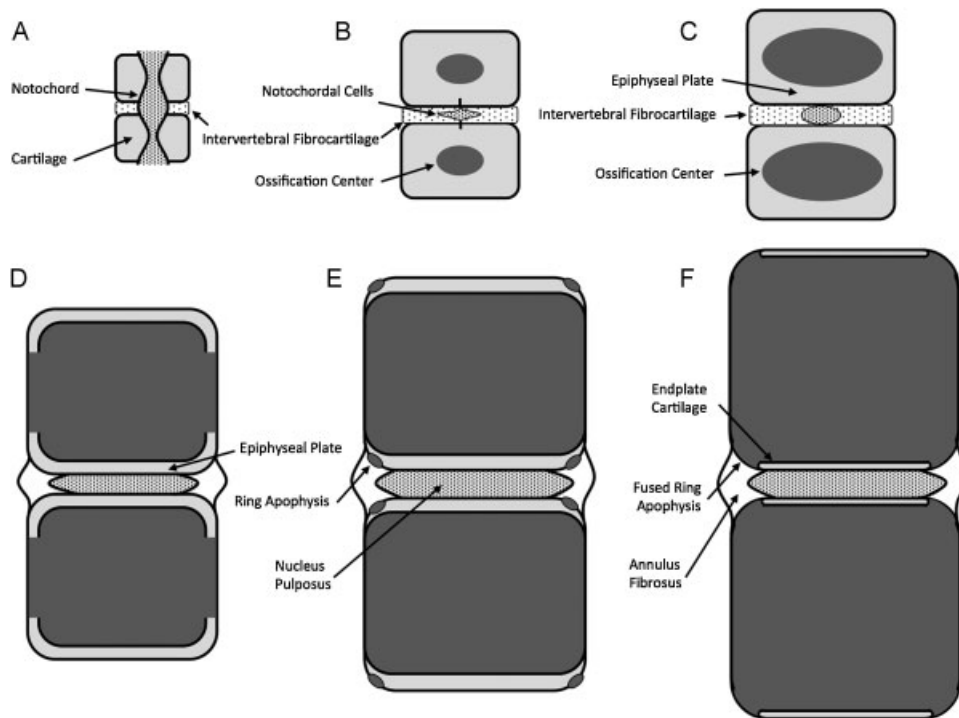 A
Notochord
Intervertebral Fibrocartilage
Cartilage
B
Notochordal Cells
Ossification Center
C
Epiphyseal Plate
Intervertebral Fibrocartilage
Ossification Center
D
Epiphyseal Plate
Ring Apophysis
Nucleus
Pulposus
E
F
Endplate
Cartilage
Fused Ring
Apophysis
Annulus
Fibrosus